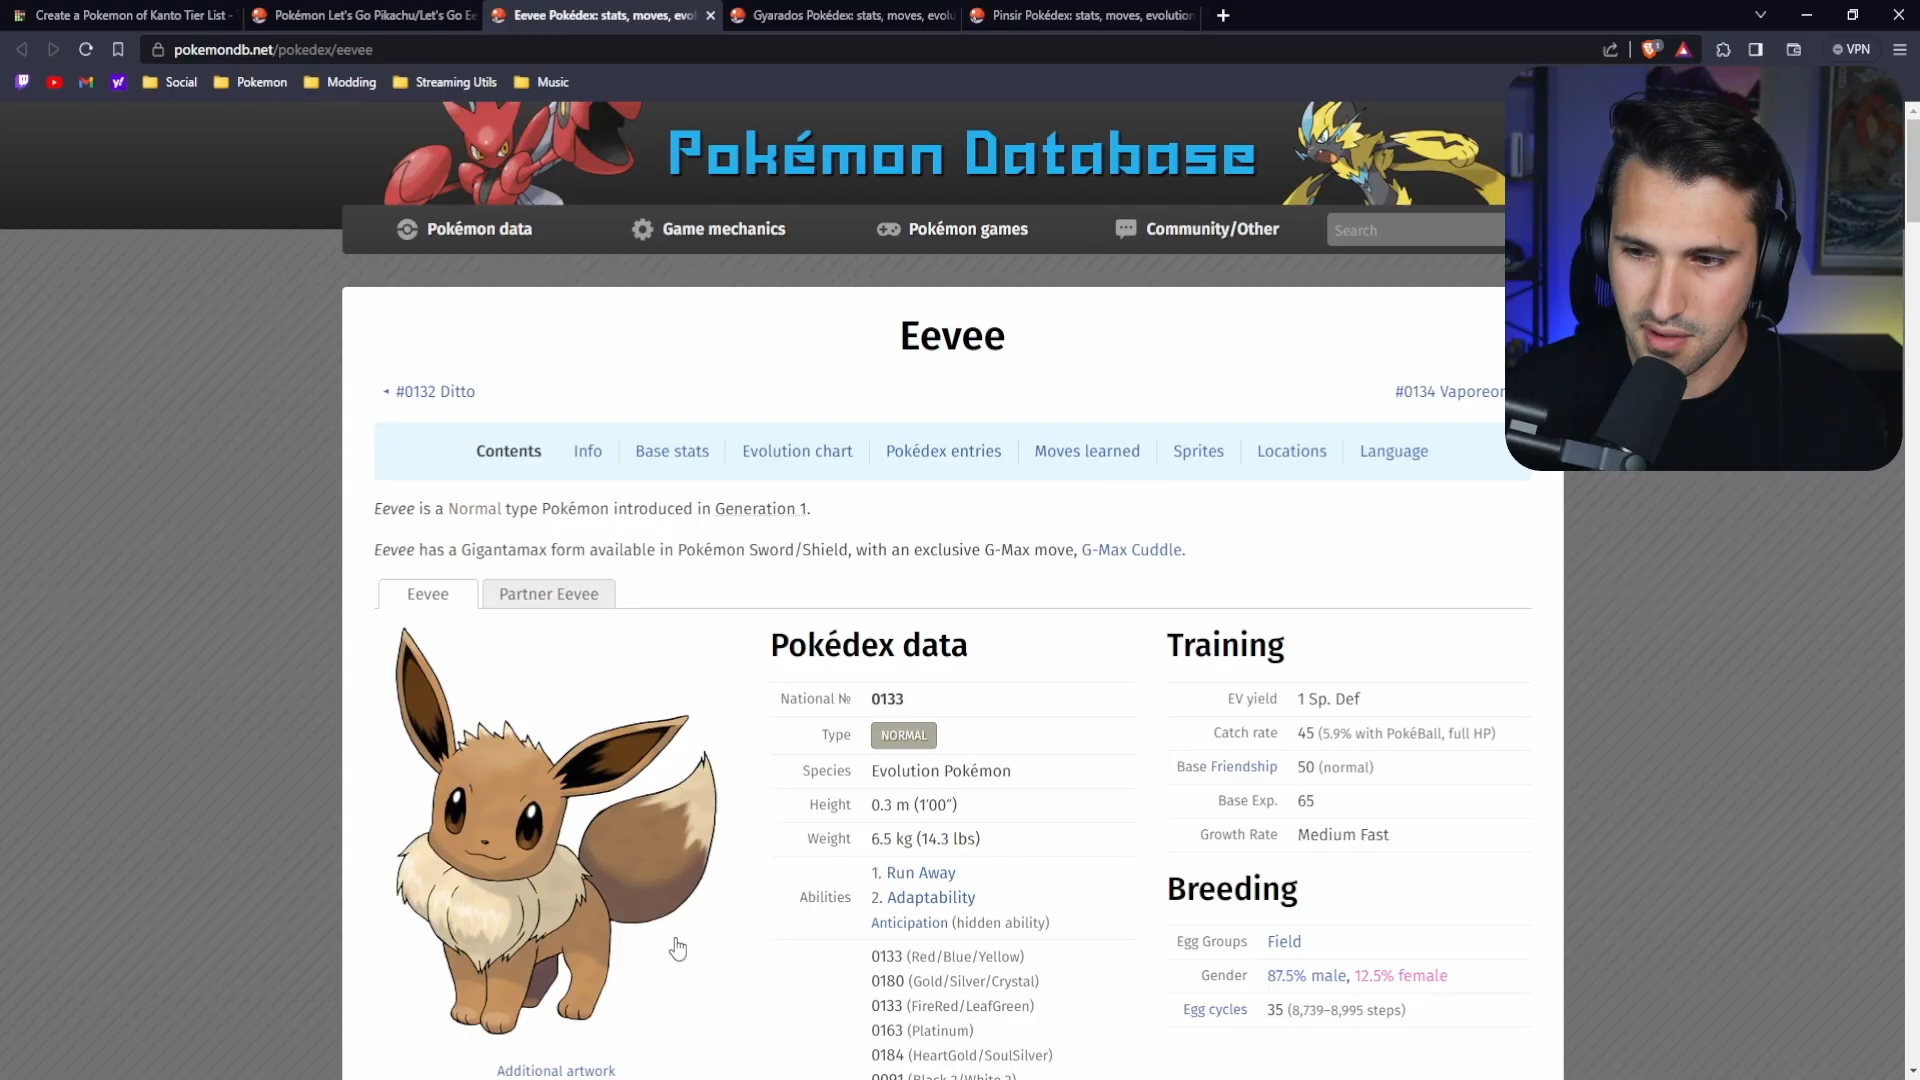 Create a Pokemon of Kanto Tier List -
Pokémon Let's Go Pikachu/Let's Go Ee
Eevee Pokédex: stats, moves, evol
Gyarados Pokédex: stats, moves, evolu
Pinsir Pokédex: stats, moves, evolution
pokemondb.net/pokedex/eevee
VPN
Social
Pokemon
Modding
Streaming Utils
Music
Pokémon Database
Pokémon data
Game mechanics
Pokémon games
Community/Other
Search
Eevee
#0132 Ditto
#0134 Vaporeon
Contents
Info
Base stats
Evolution chart
Pokédex entries
Moves learned
Sprites
Locations
Language
Eevee is a Normal type Pokémon introduced in Generation 1.
Eevee has a Gigantamax form available in Pokémon Sword/Shield, with an exclusive G-Max move, G-Max Cuddle.
Eevee
Partner Eevee
Pokédex data
National № 0133
Type NORMAL
Species Evolution Pokémon
Height 0.3 m (1′00″)
Weight 6.5 kg (14.3 lbs)
Abilities
1. Run Away
2. Adaptability
Anticipation (hidden ability)
0133 (Red/Blue/Yellow)
0180 (Gold/Silver/Crystal)
0133 (FireRed/LeafGreen)
0163 (Platinum)
0184 (HeartGold/SoulSilver)
0091 (Black 2/White 2)
Training
EV yield 1 Sp. Def
Catch rate 45 (5.9% with PokéBall, full HP)
Base Friendship 50 (normal)
Base Exp. 65
Growth Rate Medium Fast
Breeding
Egg Groups Field
Gender 87.5% male, 12.5% female
Egg cycles 35 (8,739–8,995 steps)
Additional artwork